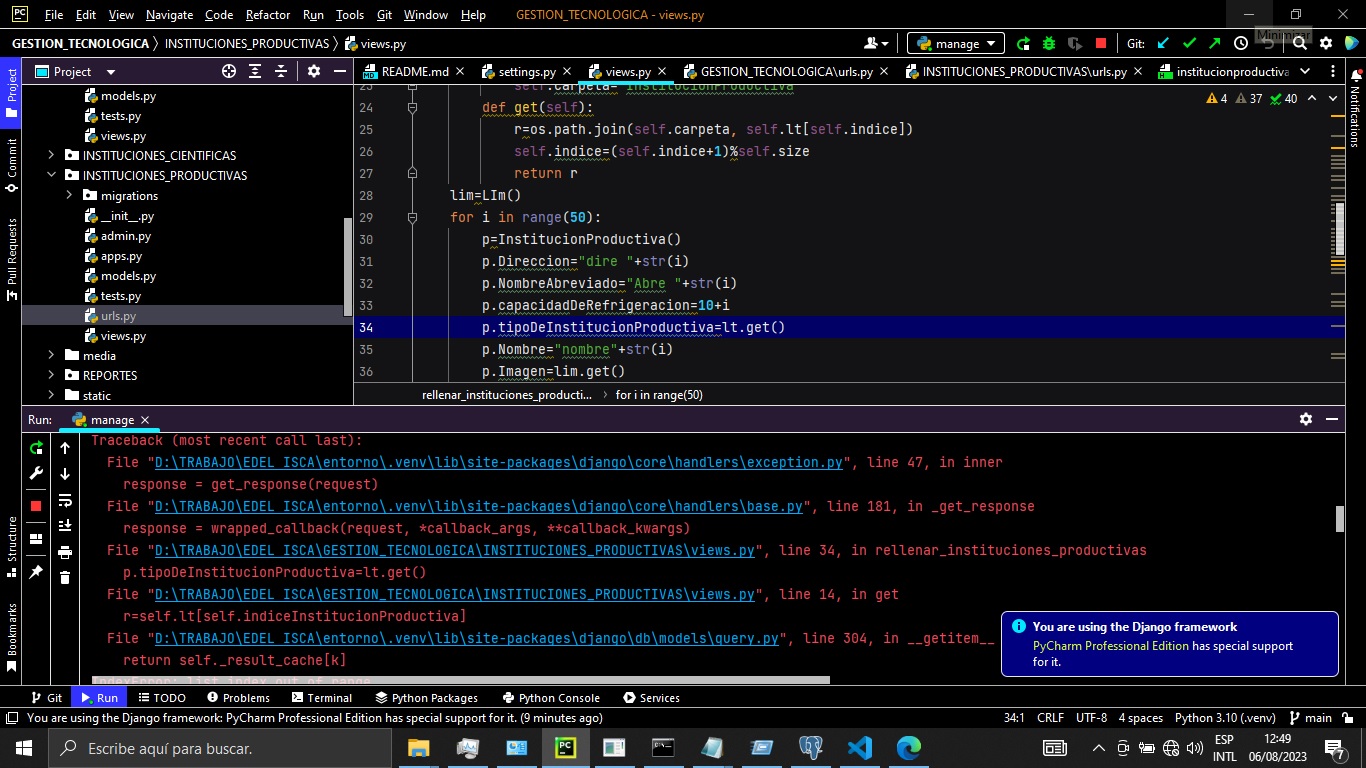 PC File Edit View Navigate Code Refactor Run Tools Git Window Help GESTION_TECNOLOGICA - views.py
GESTION_TECNOLOGICA INSTITUCIONES_PRODUCTIVAS views.py manage Git: Minimizar
Project README.md settings.py views.py GESTION_TECNOLOGICA\urls.py INSTITUCIONES_PRODUCTIVAS\urls.py institucionproductiva
models.py
tests.py
views.py
INSTITUCIONES_CIENTIFICAS
INSTITUCIONES_PRODUCTIVAS
migrations
__init__.py
admin.py
apps.py
models.py
tests.py
urls.py
views.py
media
REPORTES
static
Project
Commit
Pull Requests
Structure
Bookmarks
Notifications
4 37 40
23 self.carpeta="InstitucionProductiva"
24 def get(self):
25 r=os.path.join(self.carpeta, self.lt[self.indice])
26 self.indice=(self.indice+1)%self.size
27 return r
28 lim=LIm()
29 for i in range(50):
30 p=InstitucionProductiva()
31 p.Direccion="dire "+str(i)
32 p.NombreAbreviado="Abre "+str(i)
33 p.capacidadDeRefrigeracion=10+i
34 p.tipoDeInstitucionProductiva=lt.get()
35 p.Nombre="nombre"+str(i)
36 p.Imagen=lim.get()
rellenar_instituciones_producti... for i in range(50)
Run: manage
Traceback (most recent call last):
File "D:\TRABAJO\EDEL_ISCA\entorno\.venv\lib\site-packages\django\core\handlers\exception.py", line 47, in inner
response = get_response(request)
File "D:\TRABAJO\EDEL_ISCA\entorno\.venv\lib\site-packages\django\core\handlers\base.py", line 181, in _get_response
response = wrapped_callback(request, *callback_args, **callback_kwargs)
File "D:\TRABAJO\EDEL_ISCA\GESTION_TECNOLOGICA\INSTITUCIONES_PRODUCTIVAS\views.py", line 34, in rellenar_instituciones_productivas
p.tipoDeInstitucionProductiva=lt.get()
File "D:\TRABAJO\EDEL_ISCA\GESTION_TECNOLOGICA\INSTITUCIONES_PRODUCTIVAS\views.py", line 14, in get
r=self.lt[self.indiceInstitucionProductiva]
File "D:\TRABAJO\EDEL_ISCA\entorno\.venv\lib\site-packages\django\db\models\query.py", line 304, in __getitem__
return self._result_cache[k]
IndexError: list index out of range
You are using the Django framework
PyCharm Professional Edition has special support
for it.
Git Run TODO Problems Terminal Python Packages Python Console Services
You are using the Django framework: PyCharm Professional Edition has special support for it. (9 minutes ago) 34:1 CRLF UTF-8 4 spaces Python 3.10 (.venv) main
Escribe aquí para buscar. PC
ESP
INTL
12:49
06/08/2023
7